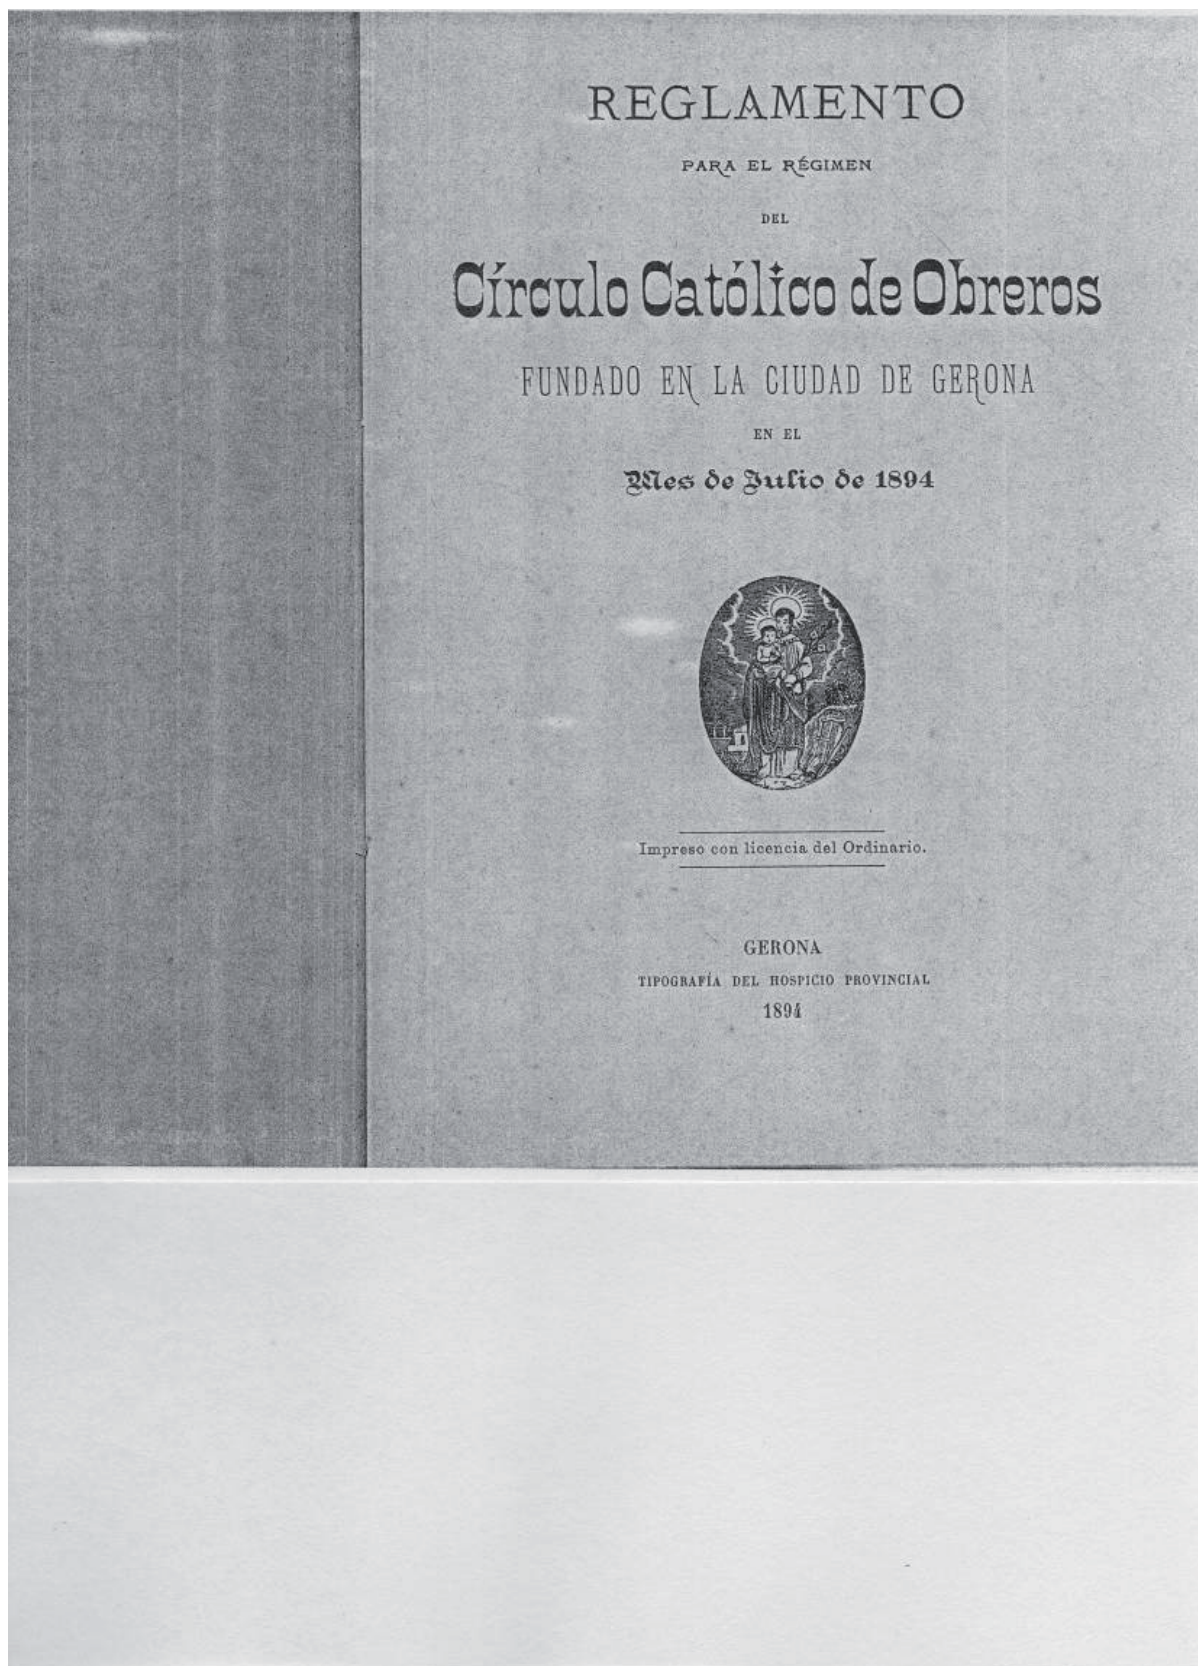 REGLAMENTO
PARA EL RÉGIMEN
DEL
Círculo Católico de Obreros
FUNDADO EN LA CIUDAD DE GERONA
EN EL
Mes de Julio de 1894
Impreso con licencia del Ordinario.
GERONA
TIPOGRAFÍA DEL HOSPICIO PROVINCIAL
1894